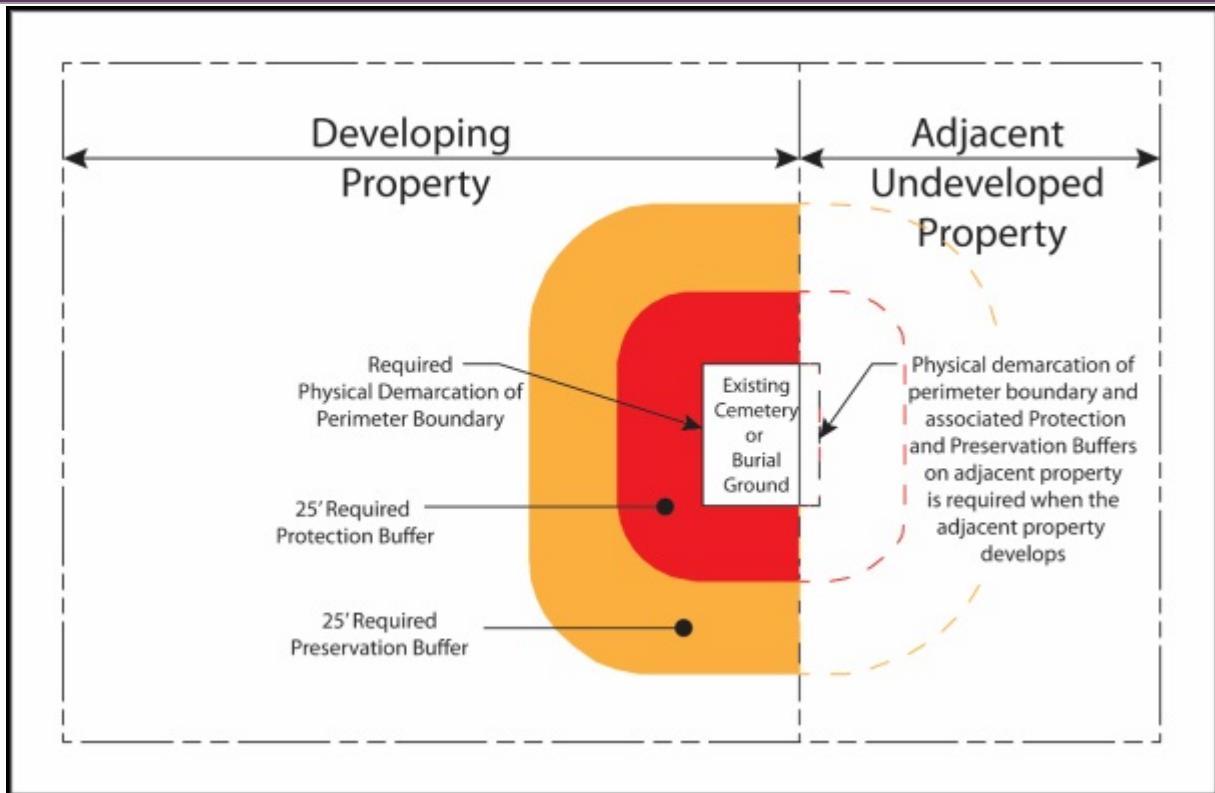 Developing
Property
Adjacent
Undeveloped
Property
Required
Physical Demarcation of
Perimeter Boundary
Existing
Cemetery
or
Burial
Ground
Physical demarcation of
perimeter boundary and
associated Protection
and Preservation Buffers
on adjacent property
is required when the
adjacent property
develops
25' Required
Protection Buffer
25' Required
Preservation Buffer